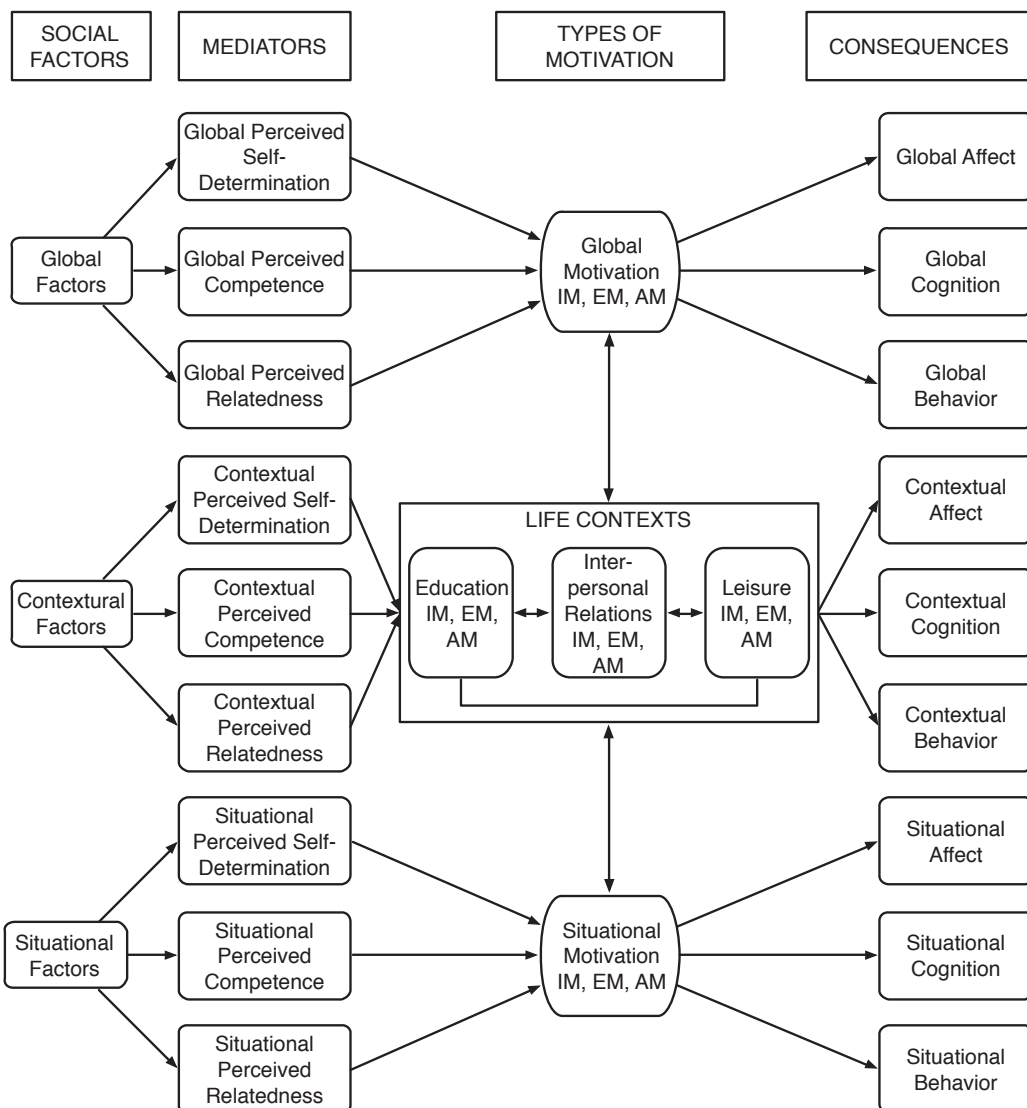 SOCIAL
FACTORS
MEDIATORS
TYPES OF
MOTIVATION
CONSEQUENCES
Global Perceived
Self-
Determination
Global Affect
Global
Factors
Global Perceived
Competence
Global
Motivation
IM, EM, AM
Global
Cognition
Global Perceived
Relatedness
Global
Behavior
Contextual
Perceived Self-
Determination
Contextual
Affect
LIFE CONTEXTS
Contextural
Factors
Contextual
Perceived
Competence
Education
IM, EM,
AM
Inter-
personal
Relations
IM, EM,
AM
Leisure
IM, EM,
AM
Contextual
Cognition
Contextual
Perceived
Relatedness
Contextual
Behavior
Situational
Perceived Self-
Determination
Situational
Affect
Situational
Factors
Situational
Perceived
Competence
Situational
Motivation
IM, EM, AM
Situational
Cognition
Situational
Perceived
Relatedness
Situational
Behavior